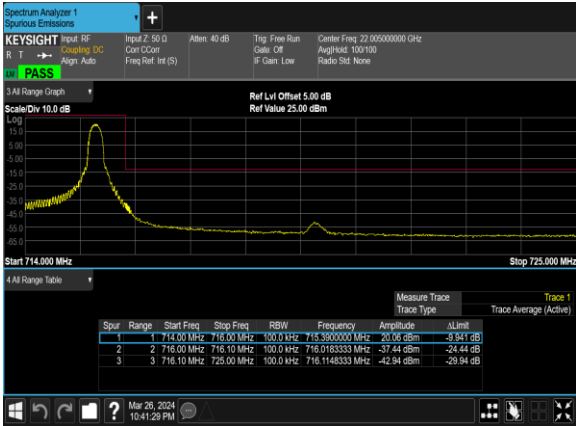 Spectrum Analyzer 1
Spurious Emissions
+
KEYSIGHT Input: RF Input Z: 50 Ω Atten: 40 dB Trig: Free Run Center Freq: 22.005000000 GHz
R T Coupling: DC Corr CCorr Gate: Off Avg|Hold: 100/100
Align: Auto Freq Ref: Int (S) IF Gain: Low Radio Std: None
PASS
3 All Range Graph
Ref Lvl Offset 5.00 dB
Scale/Div 10.0 dB Ref Value 25.00 dBm
Log
15.0
5.00
-5.00
-15.0
-25.0
-35.0
-45.0
-55.0
-65.0
Start 714.000 MHz Stop 725.000 MHz
4 All Range Table
Measure Trace Trace 1
Trace Type Trace Average (Active)
Spur Range Start Freq Stop Freq RBW Frequency Amplitude ΔLimit
1 1 714.00 MHz 716.00 MHz 100.0 kHz 715.3900000 MHz 20.06 dBm -9.941 dB
2 2 716.00 MHz 716.10 MHz 100.0 kHz 716.0183333 MHz -37.44 dBm -24.44 dB
3 3 716.10 MHz 725.00 MHz 100.0 kHz 716.1148333 MHz -42.94 dBm -29.94 dB
?
Mar 26, 2024
10:41:29 PM